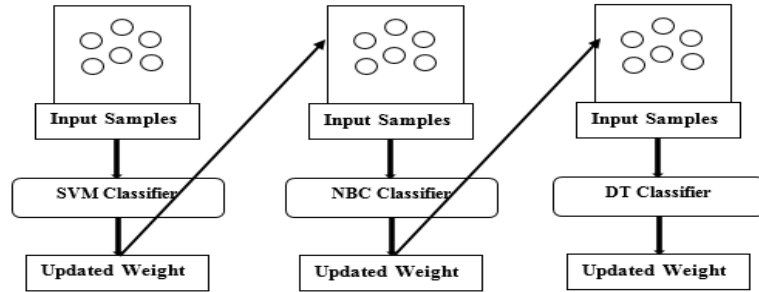 Input Samples
SVM Classifier
Updated Weight
Input Samples
NBC Classifier
Updated Weight
Input Samples
DT Classifier
Updated Weight